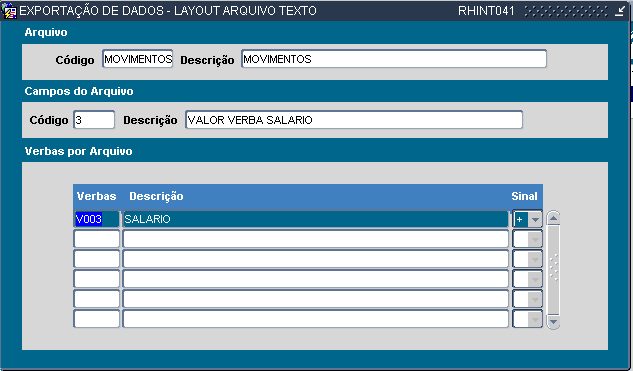 EXPORTAÇÃO DE DADOS - LAYOUT ARQUIVO TEXTO RHINT041
Arquivo
Código MOVIMENTOS Descrição MOVIMENTOS
Campos do Arquivo
Código 3 Descrição VALOR VERBA SALARIO
Verbas por Arquivo
Verbas Descrição Sinal
V003 SALARIO +